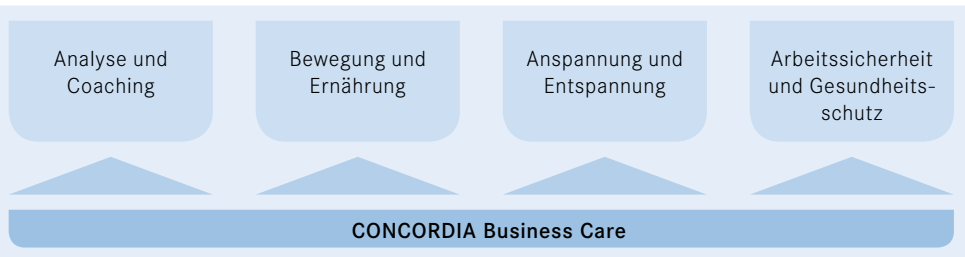 Analyse und
Coaching
Bewegung und
Ernährung
Anspannung und
Entspannung
Arbeitssicherheit
und Gesundheits-
schutz
CONCORDIA Business Care